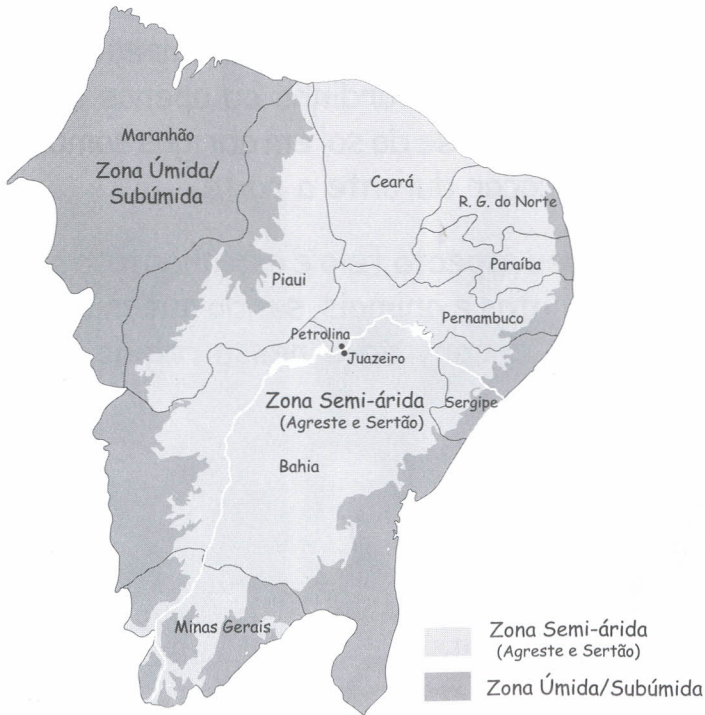 Maranhão
Zona Úmida/
Subúmida
Ceará
R. G. do Norte
Paraíba
Piaui
Pernambuco
Petrolina
Juazeiro
Zona Semi-árida
(Agreste e Sertão)
Sergipe
Bahia
Minas Gerais
Zona Semi-árida
(Agreste e Sertão)
Zona Úmida/Subúmida